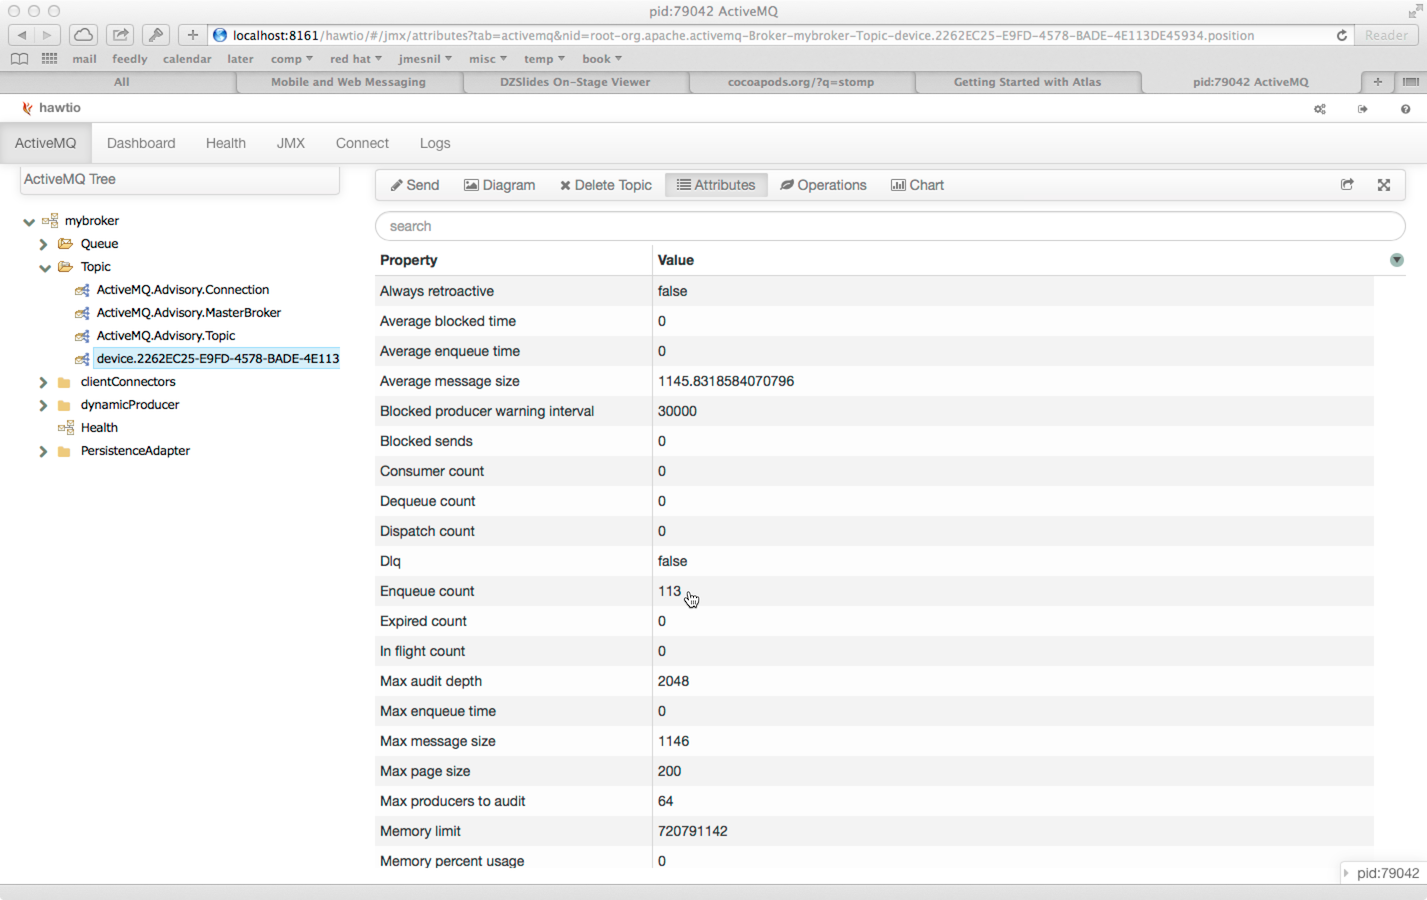 pid:79042 ActiveMQ
localhost:8161/hawtio/#/jmx/attributes?tab=activemq&nid=root-org.apache.activemq-Broker-mybroker-Topic-device.2262EC25-E9FD-4578-BADE-4E113DE45934.position
Reader
mail feedly calendar later comp red hat jmesnil misc temp book
All Mobile and Web Messaging DZSlides On-Stage Viewer cocoapods.org/?q=stomp Getting Started with Atlas pid:79042 ActiveMQ
hawtio
ActiveMQ Dashboard Health JMX Connect Logs
ActiveMQ Tree
mybroker
Queue
Topic
ActiveMQ.Advisory.Connection
ActiveMQ.Advisory.MasterBroker
ActiveMQ.Advisory.Topic
device.2262EC25-E9FD-4578-BADE-4E113
clientConnectors
dynamicProducer
Health
PersistenceAdapter
Send Diagram Delete Topic Attributes Operations Chart
search
Property Value
Always retroactive false
Average blocked time 0
Average enqueue time 0
Average message size 1145.8318584070796
Blocked producer warning interval 30000
Blocked sends 0
Consumer count 0
Dequeue count 0
Dispatch count 0
Dlq false
Enqueue count 113
Expired count 0
In flight count 0
Max audit depth 2048
Max enqueue time 0
Max message size 1146
Max page size 200
Max producers to audit 64
Memory limit 720791142
Memory percent usage 0
pid:79042